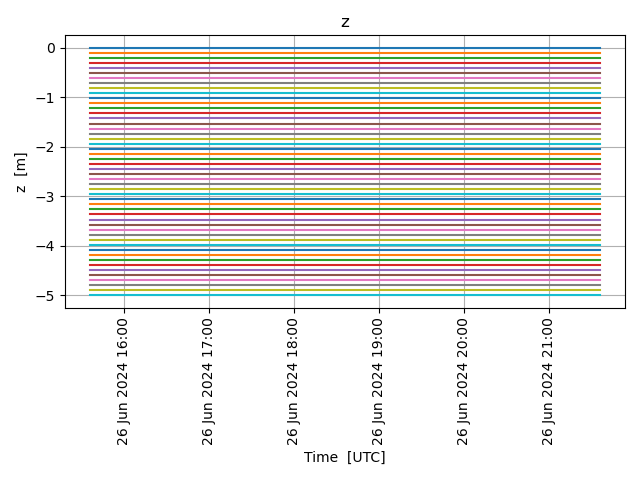 z
0
−1
−2
−3
−4
−5
z [m]
26 Jun 2024 16:00
26 Jun 2024 17:00
26 Jun 2024 18:00
26 Jun 2024 19:00
26 Jun 2024 20:00
26 Jun 2024 21:00
Time [UTC]